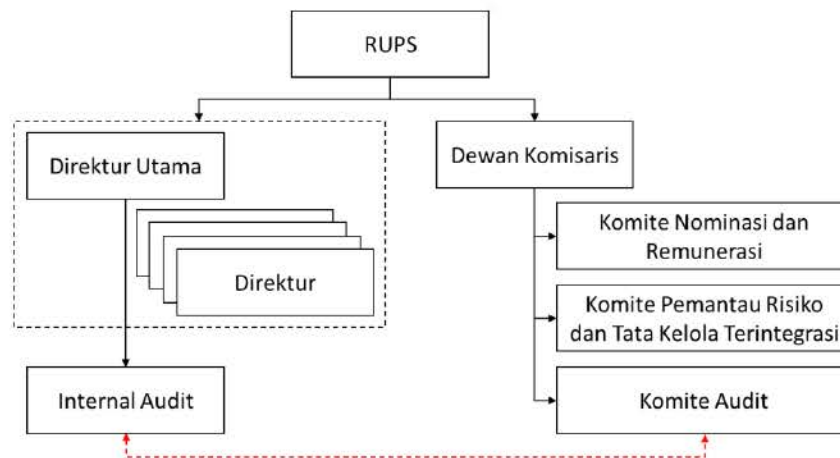 RUPS
Direktur Utama
Direktur
Internal Audit
Dewan Komisaris
Komite Nominasi dan
Remunerasi
Komite Pemantau Risiko
dan Tata Kelola Terintegrasi
Komite Audit